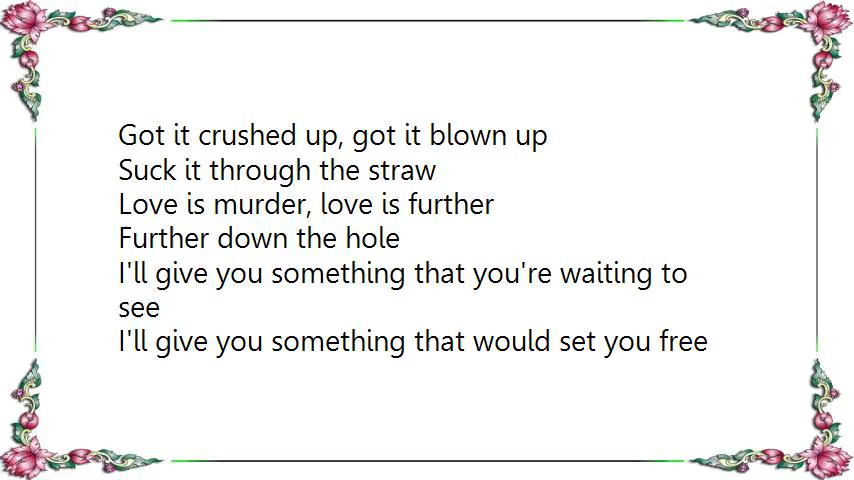 Got it crushed up, got it blown up
Suck it through the straw
Love is murder, love is further
Further down the hole
I'll give you something that you're waiting to
see
I'll give you something that would set you free